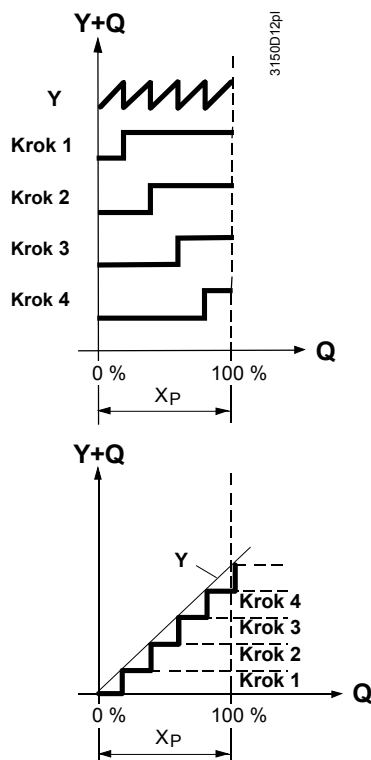 Y+Q
3150D12pl
Y
Krok 1
Krok 2
Krok 3
Krok 4
Q
0 % 100 %
XP
Y+Q
Y
Krok 4
Krok 3
Krok 2
Krok 1
Q
0 % 100 %
XP